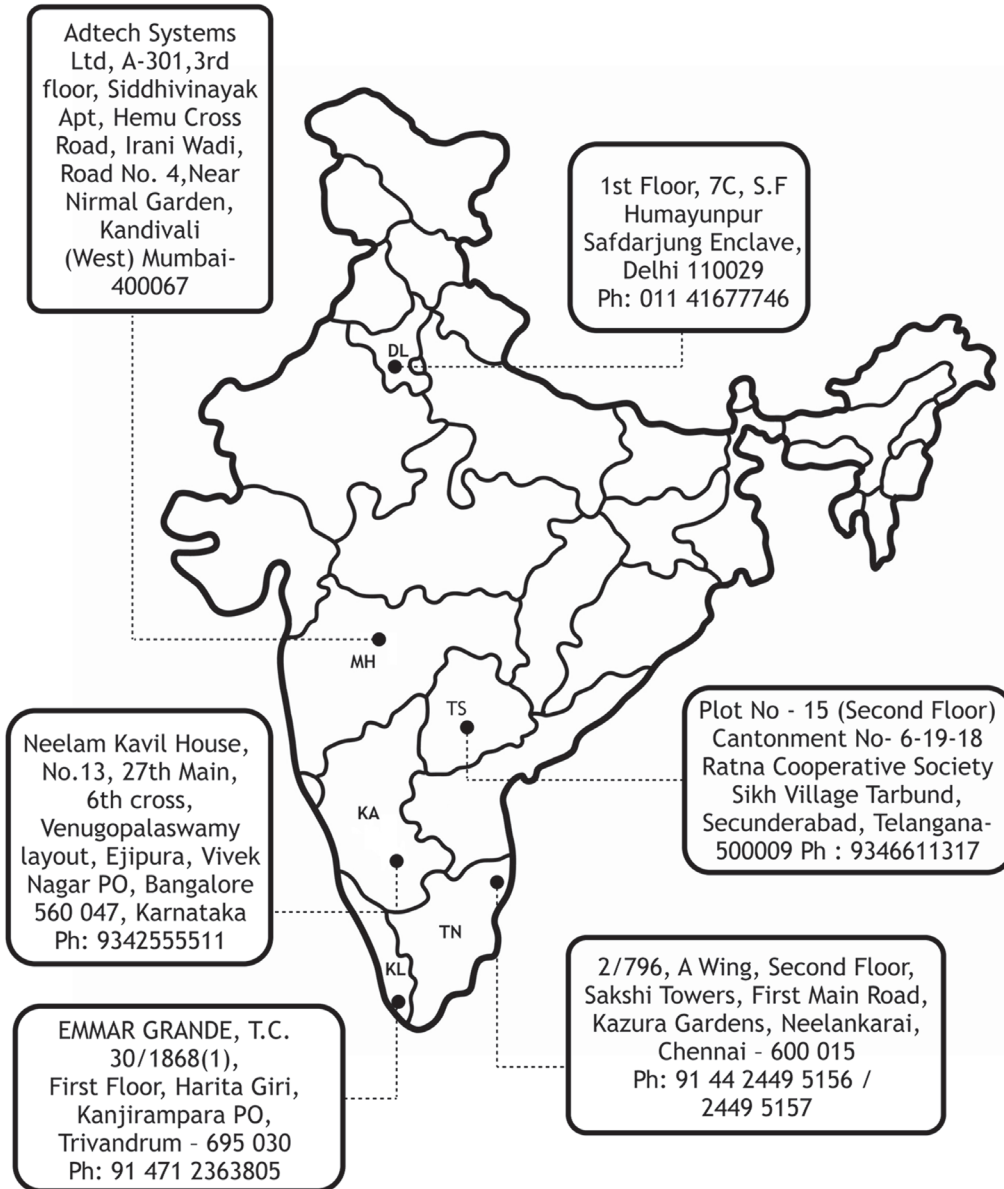 Adtech Systems
Ltd, A-301,3rd
floor, Siddhivinayak
Apt, Hemu Cross
Road, Irani Wadi,
Road No. 4,Near
Nirmal Garden,
Kandivali
(West) Mumbai-
400067
1st Floor, 7C, S.F
Humayunpur
Safdarjung Enclave,
Delhi 110029
Ph: 011 41677746
DL
MH
TS
Plot No - 15 (Second Floor)
Cantonment No- 6-19-18
Ratna Cooperative Society
Sikh Village Tarbund,
Secunderabad, Telangana-
500009 Ph : 9346611317
Neelam Kavil House,
No.13, 27th Main,
6th cross,
Venugopalaswamy
layout, Ejipura, Vivek
Nagar PO, Bangalore
560 047, Karnataka
Ph: 9342555511
KA
TN
KL
2/796, A Wing, Second Floor,
Sakshi Towers, First Main Road,
Kazura Gardens, Neelankarai,
Chennai - 600 015
Ph: 91 44 2449 5156 /
2449 5157
EMMAR GRANDE, T.C.
30/1868(1),
First Floor, Harita Giri,
Kanjirampara PO,
Trivandrum - 695 030
Ph: 91 471 2363805